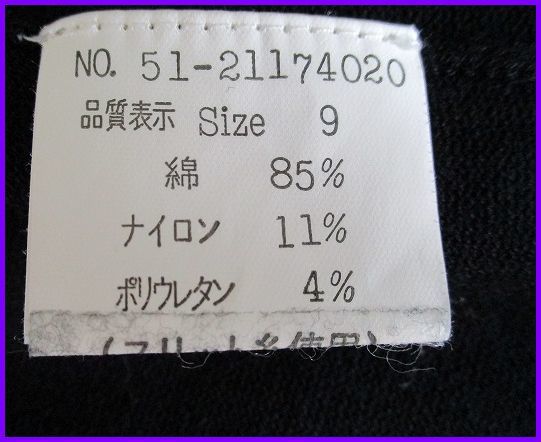 NO. 51-21174020
品質表示 Size 9
綿 85%
ナイロン 11%
ポリウレタン 4%